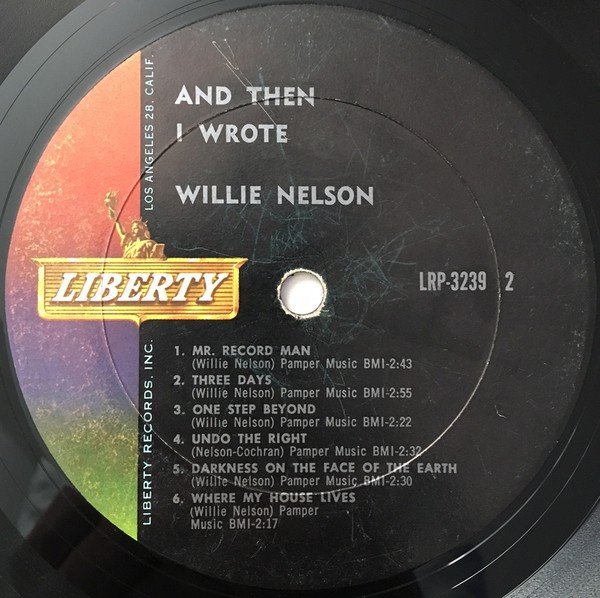 AND THEN
I WROTE
WILLIE NELSON
LOS ANGELES 28, CALIF.
LIBERTY
LIBERTY RECORDS, INC.
LRP-3239 2
1. MR. RECORD MAN
(Willie Nelson) Pamper Music BMI-2:43
2. THREE DAYS
(Willie Nelson) Pamper Music BMI-2:55
3. ONE STEP BEYOND
(Willie Nelson) Pamper Music BMI-2:22
4. UNDO THE RIGHT
(Nelson-Cochran) Pamper Music BMI-2:32
5. DARKNESS ON THE FACE OF THE EARTH
(Willie Nelson) Pamper Music BMI-2:30
6. WHERE MY HOUSE LIVES
(Willie Nelson) Pamper
Music BMI-2:17